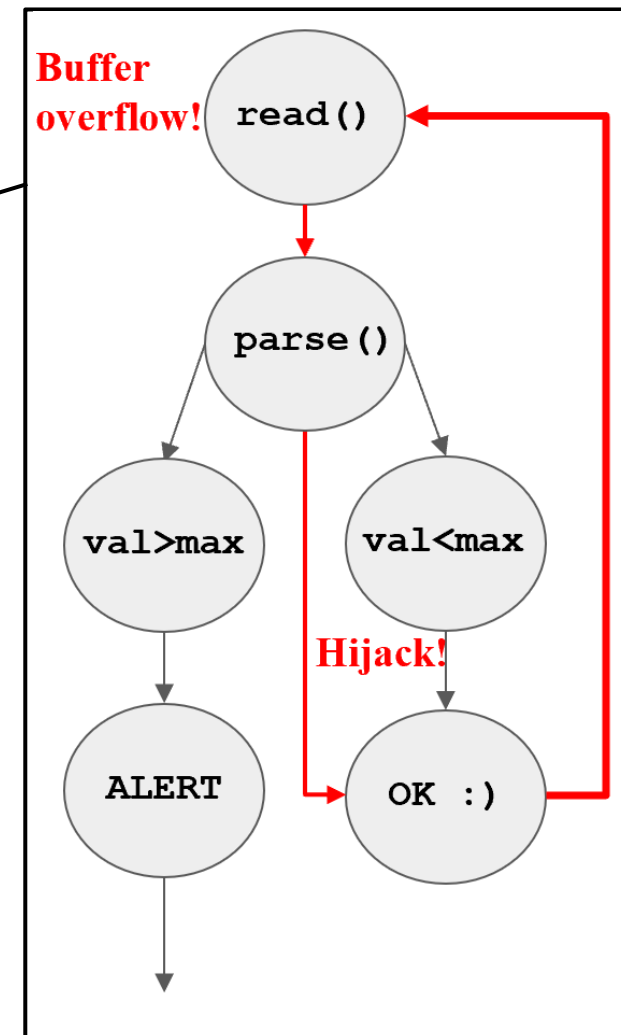 Buffer
overflow!
read()
parse()
val>max
val<max
Hijack!
ALERT
OK :)